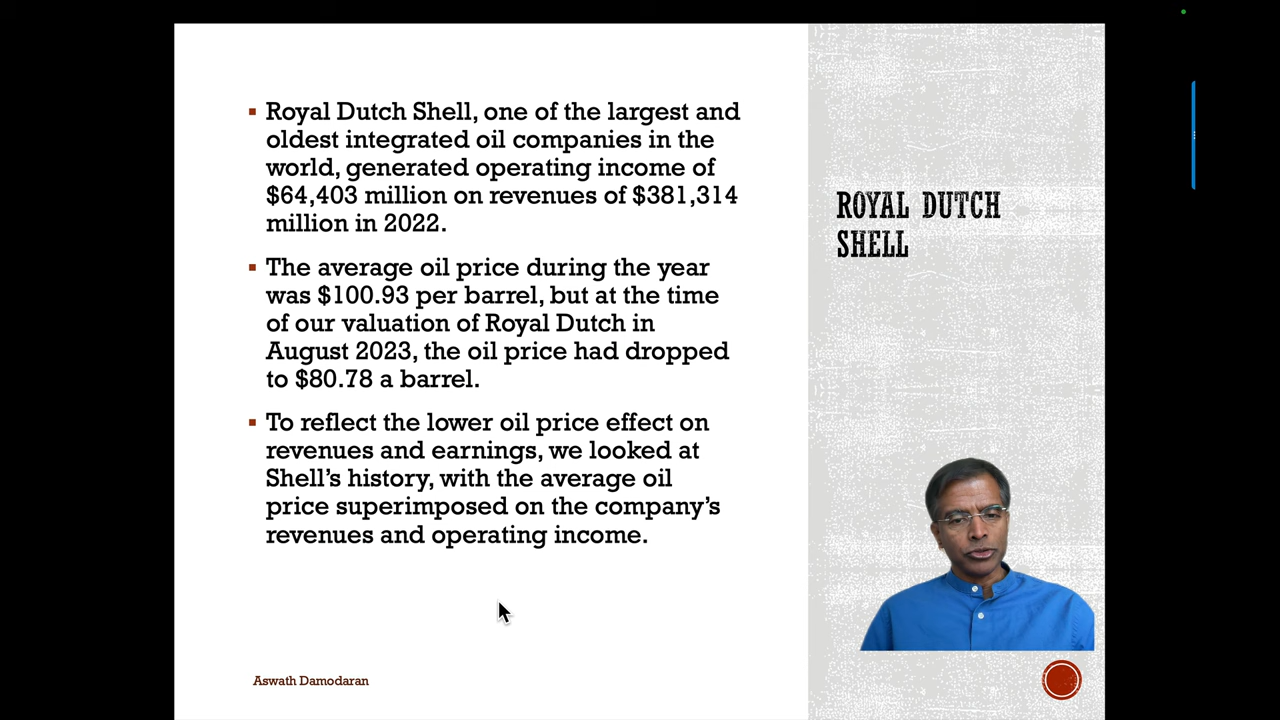 Royal Dutch Shell, one of the largest and
oldest integrated oil companies in the
world, generated operating income of
$64,403 million on revenues of $381,314
million in 2022.
The average oil price during the year
was $100.93 per barrel, but at the time
of our valuation of Royal Dutch in
August 2023, the oil price had dropped
to $80.78 a barrel.
To reflect the lower oil price effect on
revenues and earnings, we looked at
Shell’s history, with the average oil
price superimposed on the company’s
revenues and operating income.
ROYAL DUTCH
SHELL
Aswath Damodaran